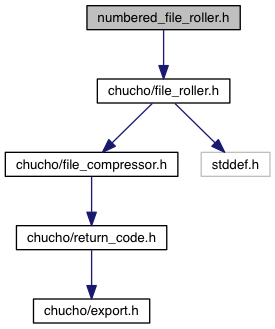 numbered_file_roller.h
chucho/file_roller.h
chucho/file_compressor.h
stddef.h
chucho/return_code.h
chucho/export.h